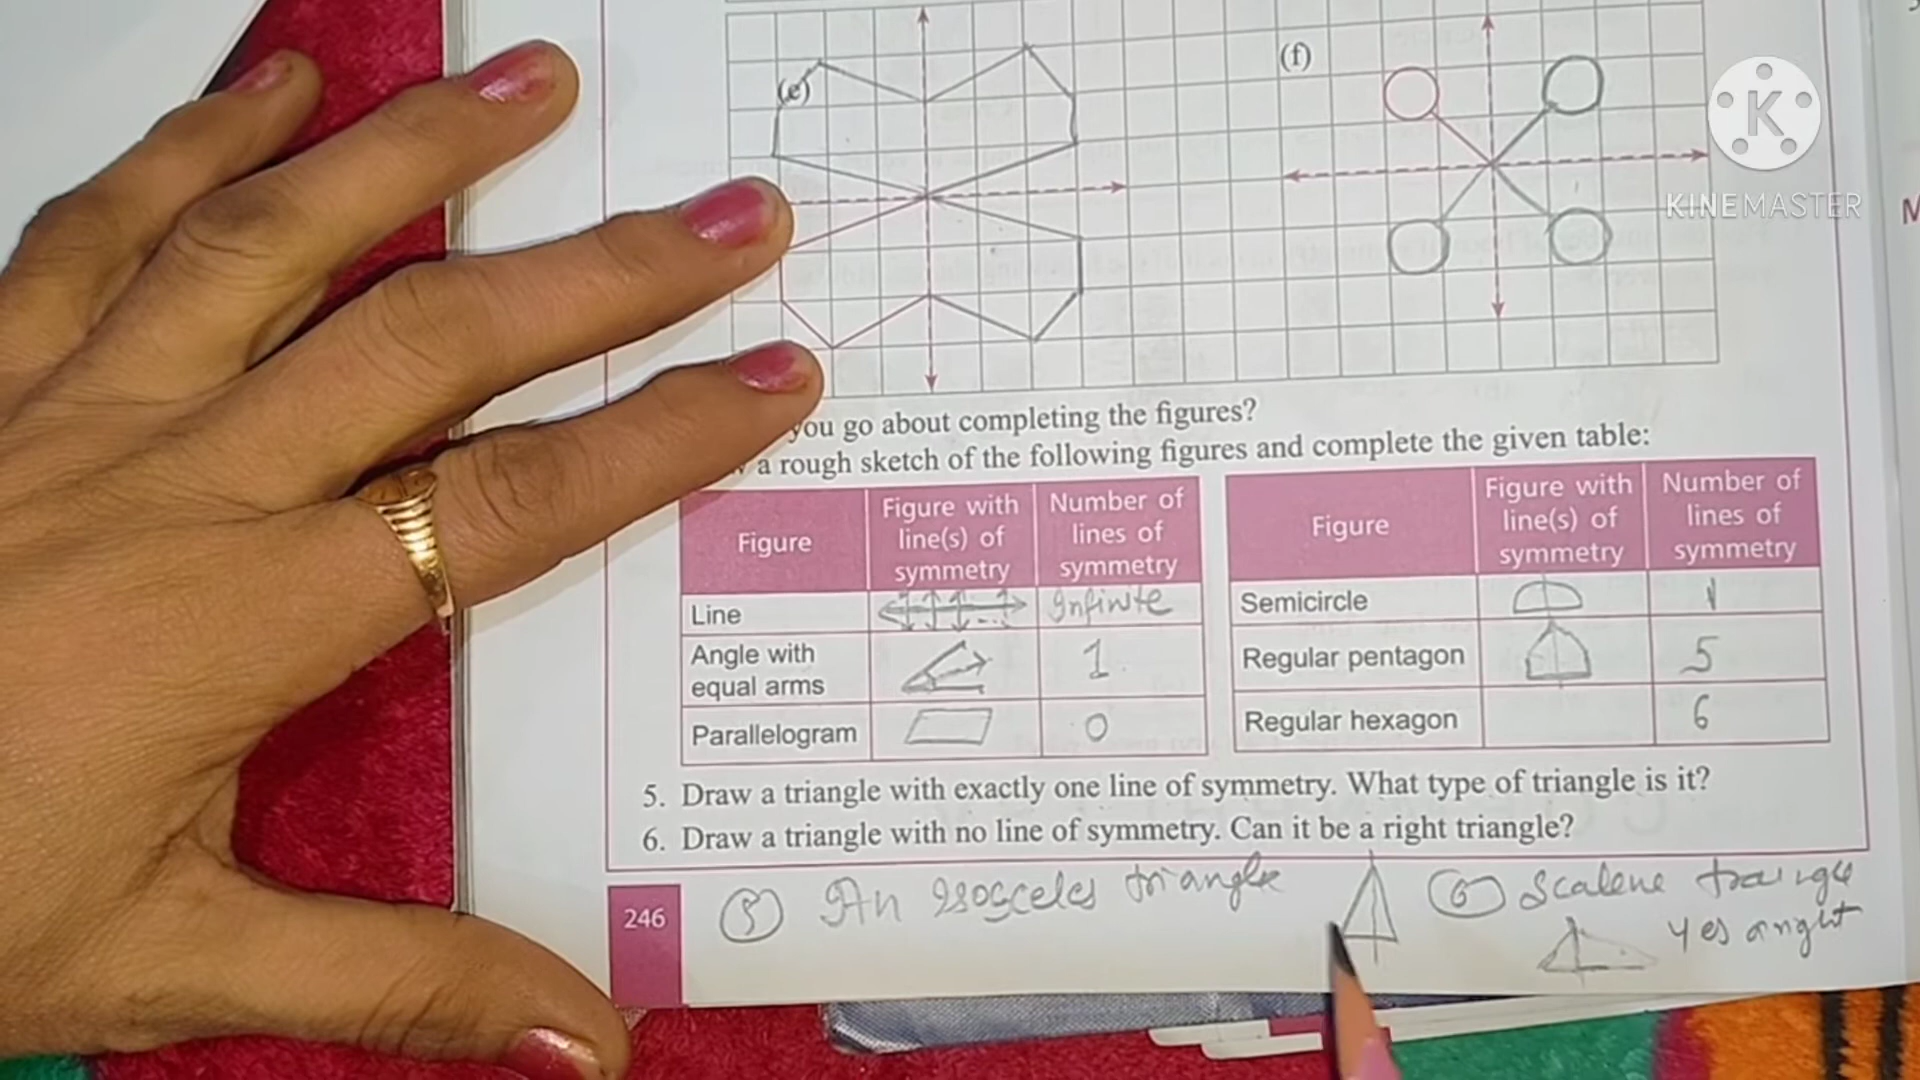 (e)
(f)
K
KINEMASTER
you go about completing the figures?
a rough sketch of the following figures and complete the given table:
Figure
Figure with line(s) of symmetry
Number of lines of symmetry
Line
Infinite
Angle with equal arms
1
Parallelogram
0
Figure
Figure with line(s) of symmetry
Number of lines of symmetry
Semicircle
1
Regular pentagon
5
Regular hexagon
6
5. Draw a triangle with exactly one line of symmetry. What type of triangle is it?
6. Draw a triangle with no line of symmetry. Can it be a right triangle?
246
5 An Isosceles triangle
6 Scalene
yes a right